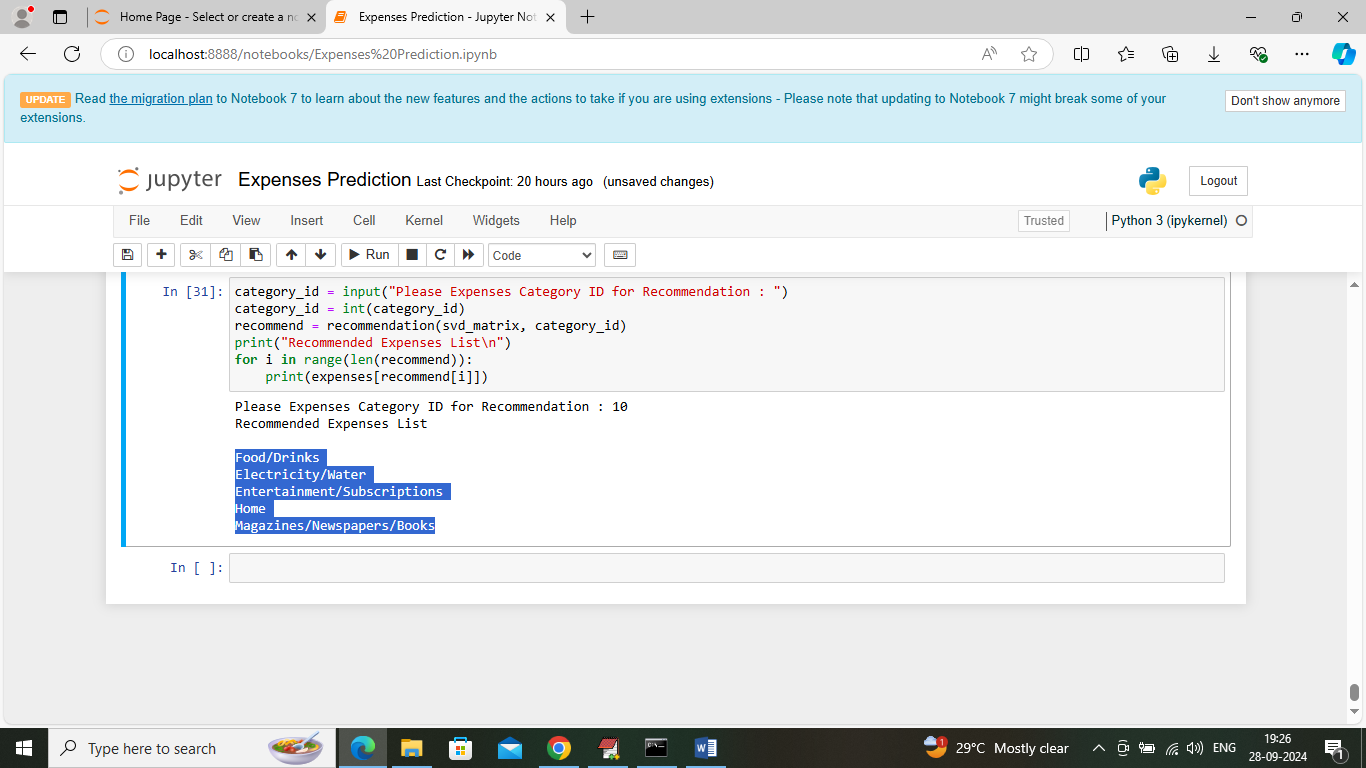 Home Page - Select or create a no
Expenses Prediction - Jupyter Not
localhost:8888/notebooks/Expenses%20Prediction.ipynb
UPDATE Read the migration plan to Notebook 7 to learn about the new features and the actions to take if you are using extensions - Please note that updating to Notebook 7 might break some of your
extensions.
Don't show anymore
jupyter Expenses Prediction Last Checkpoint: 20 hours ago (unsaved changes)
Logout
File Edit View Insert Cell Kernel Widgets Help
Trusted
Python 3 (ipykernel)
Run
Code
In [31]: category_id = input("Please Expenses Category ID for Recommendation : ")
category_id = int(category_id)
recommend = recommendation(svd_matrix, category_id)
print("Recommended Expenses List\n")
for i in range(len(recommend)):
    print(expenses[recommend[i]])
Please Expenses Category ID for Recommendation : 10
Recommended Expenses List
Food/Drinks
Electricity/Water
Entertainment/Subscriptions
Home
Magazines/Newspapers/Books
In [ ]:
Type here to search
1
29°C Mostly clear
ENG
19:26
28-09-2024
1